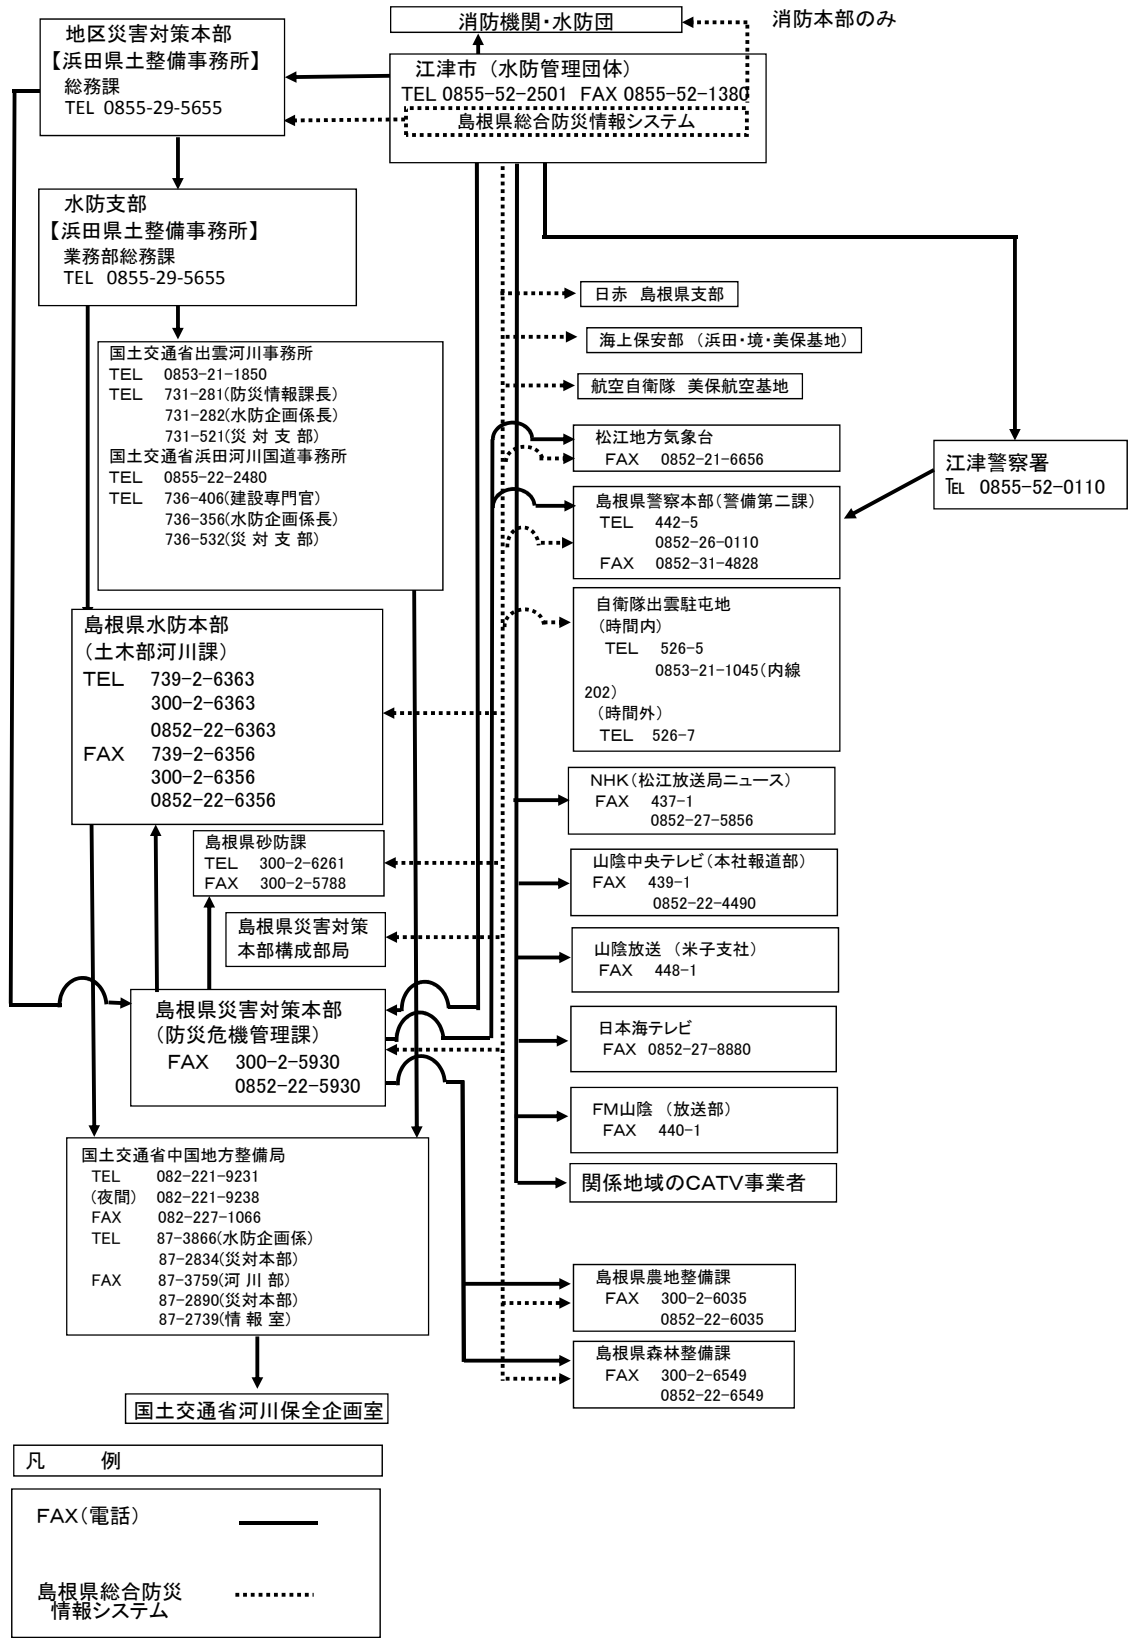 消防機関・水防団
消防本部のみ
地区災害対策本部
【浜田県土整備事務所】
総務課
TEL 0855-29-5655
江津市（水防管理団体）
TEL 0855-52-2501 FAX 0855-52-1380
島根県総合防災情報システム
水防支部
【浜田県土整備事務所】
業務部総務課
TEL 0855-29-5655
国土交通省出雲河川事務所
TEL 0853-21-1850
TEL 731-281(防災情報課長)
731-282(水防企画係長)
731-521(災 対 支 部)
国土交通省浜田河川国道事務所
TEL 0855-22-2480
TEL 736-406(建設専門官)
736-356(水防企画係長)
736-532(災 対 支 部)
島根県水防本部
(土木部河川課)
TEL 739-2-6363
300-2-6363
0852-22-6363
FAX 739-2-6356
300-2-6356
0852-22-6356
島根県砂防課
TEL 300-2-6261
FAX 300-2-5788
島根県災害対策
本部構成部局
島根県災害対策本部
(防災危機管理課)
FAX 300-2-5930
0852-22-5930
国土交通省中国地方整備局
TEL 082-221-9231
(夜間) 082-221-9238
FAX 082-227-1066
TEL 87-3866(水防企画係)
87-2834(災対本部)
FAX 87-3759(河 川 部)
87-2890(災対本部)
87-2739(情 報 室)
国土交通省河川保全企画室
日赤 島根県支部
海上保安部（浜田・境・美保基地）
航空自衛隊 美保航空基地
松江地方気象台
FAX 0852-21-6656
島根県警察本部(警備第二課)
TEL 442-5
0852-26-0110
FAX 0852-31-4828
江津警察署
℡ 0855-52-0110
自衛隊出雲駐屯地
(時間内)
TEL 526-5
0853-21-1045(内線
202)
(時間外)
TEL 526-7
NHK(松江放送局ニュース)
FAX 437-1
0852-27-5856
山陰中央テレビ(本社報道部)
FAX 439-1
0852-22-4490
山陰放送 （米子支社）
FAX 448-1
日本海テレビ
FAX 0852-27-8880
FM山陰 （放送部）
FAX 440-1
関係地域のCATV事業者
島根県農地整備課
FAX 300-2-6035
0852-22-6035
島根県森林整備課
FAX 300-2-6549
0852-22-6549
凡 例
FAX(電話)
島根県総合防災
情報システム